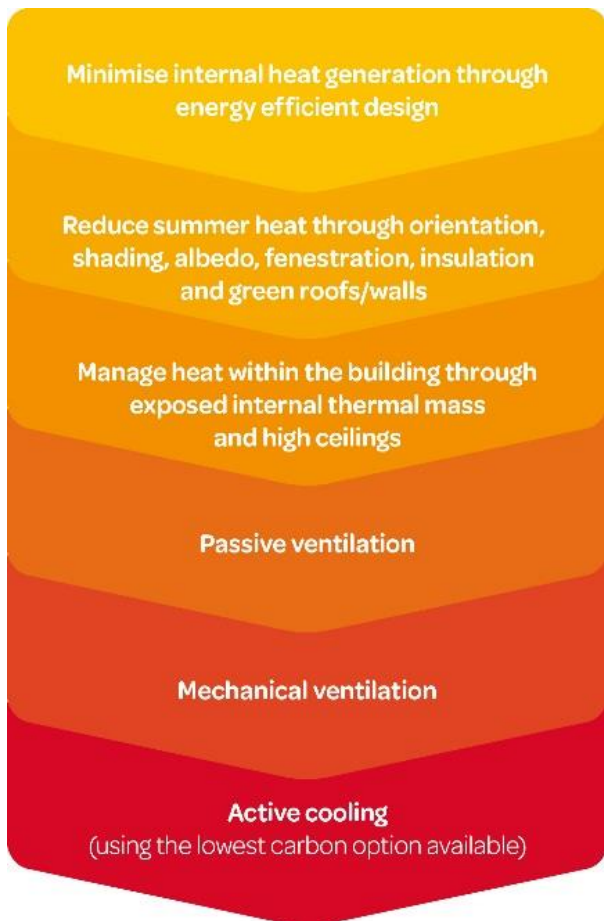 Minimise internal heat generation through
energy efficient design
Reduce summer heat through orientation,
shading, albedo, fenestration, insulation
and green roofs/walls
Manage heat within the building through
exposed internal thermal mass
and high ceilings
Passive ventilation
Mechanical ventilation
Active cooling
(using the lowest carbon option available)